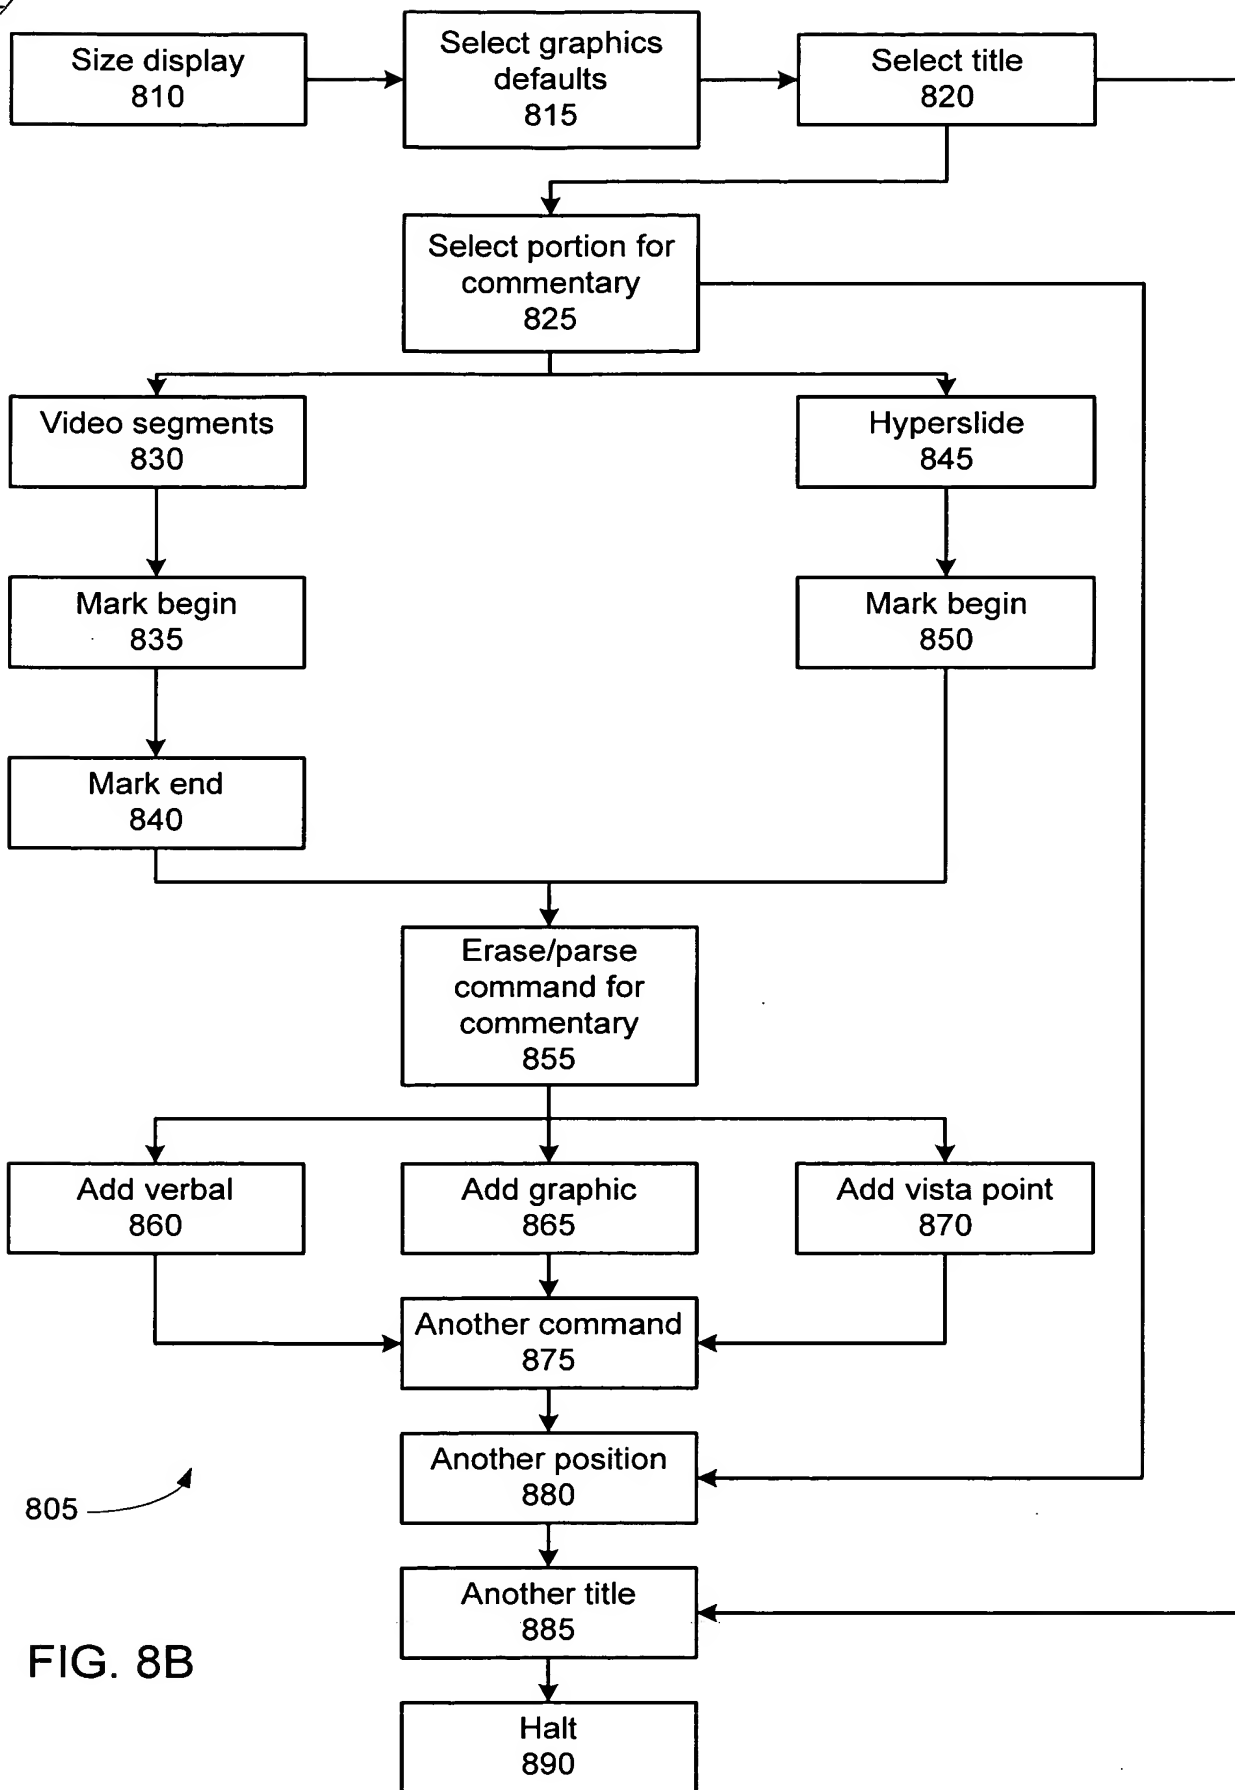 Size display
810
Select graphics
defaults
815
Select title
820
Select portion for
commentary
825
Video segments
830
Hyperslide
845
Mark begin
835
Mark begin
850
Mark end
840
Erase/parse
command for
commentary
855
Add verbal
860
Add graphic
865
Add vista point
870
Another command
875
Another position
880
805
Another title
885
FIG. 8B
Halt
890